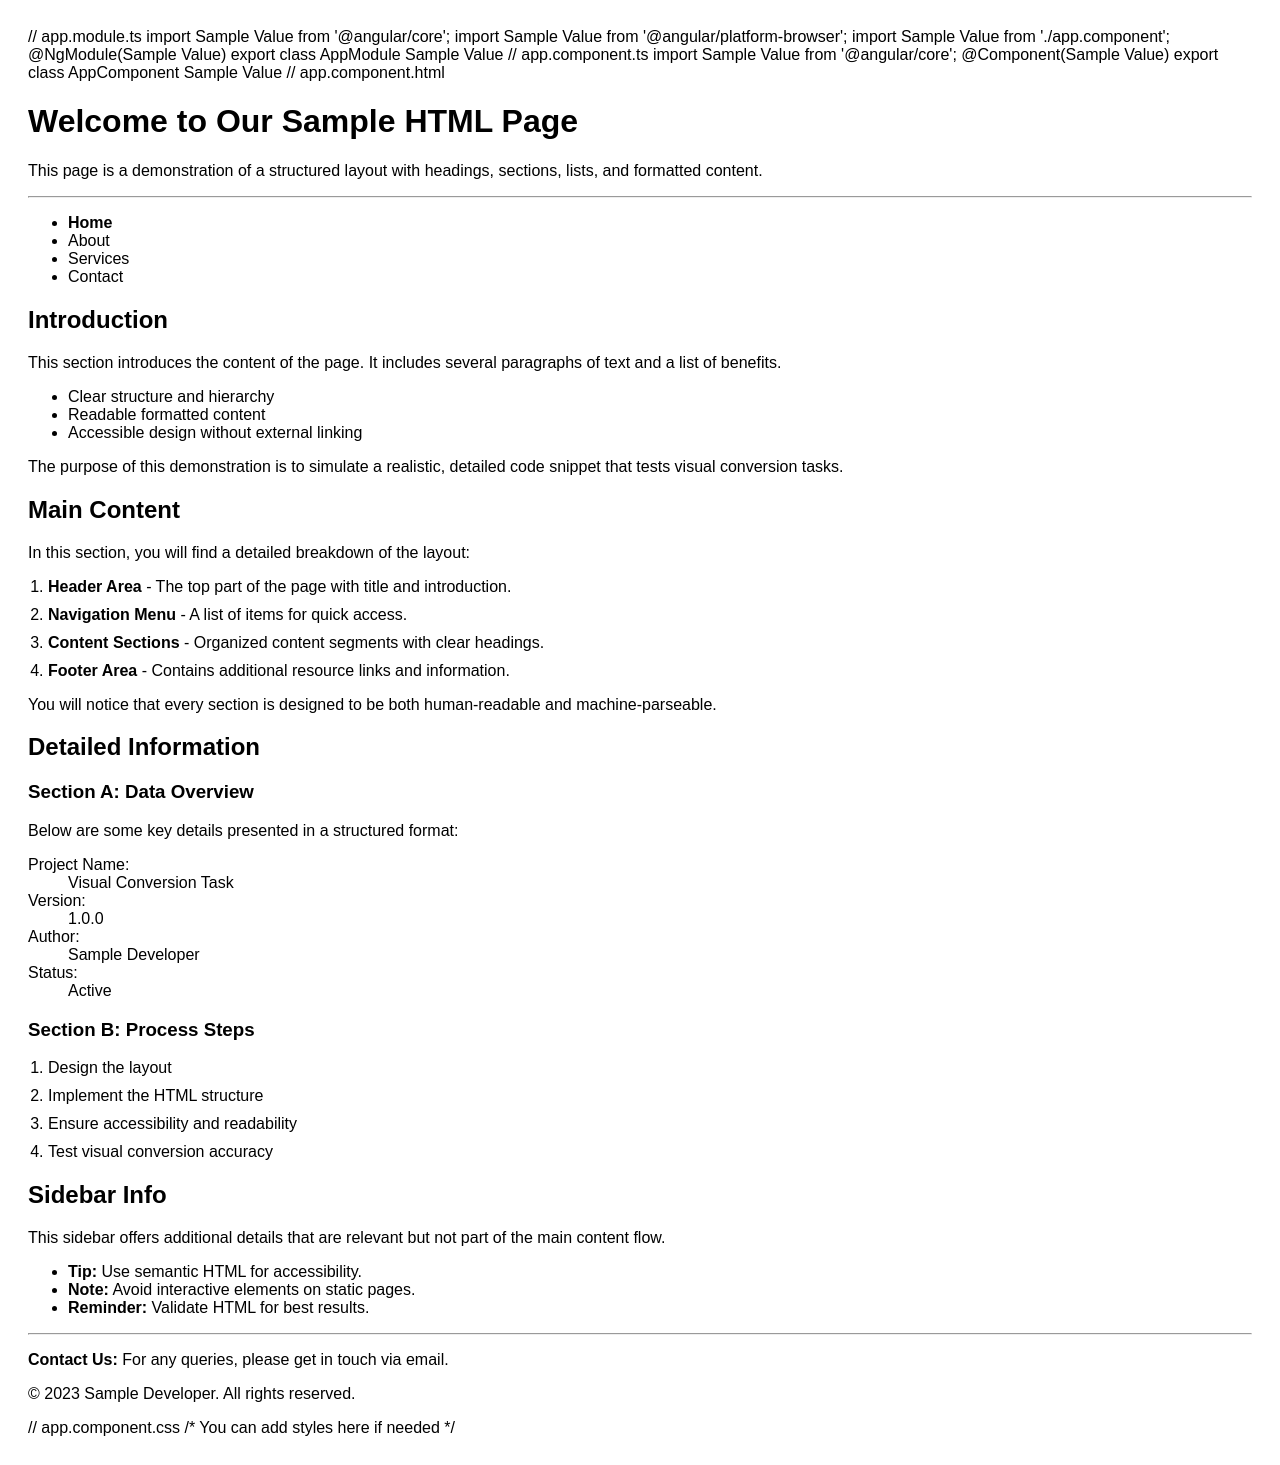 // app.module.ts import Sample Value from '@angular/core'; import Sample Value from '@angular/platform-browser'; import Sample Value from './app.component';
@NgModule(Sample Value) export class AppModule Sample Value // app.component.ts import Sample Value from '@angular/core'; @Component(Sample Value) export
class AppComponent Sample Value // app.component.html
Welcome to Our Sample HTML Page
This page is a demonstration of a structured layout with headings, sections, lists, and formatted content.
• Home
• About
• Services
• Contact
Introduction
This section introduces the content of the page. It includes several paragraphs of text and a list of benefits.
• Clear structure and hierarchy
• Readable formatted content
• Accessible design without external linking
The purpose of this demonstration is to simulate a realistic, detailed code snippet that tests visual conversion tasks.
Main Content
In this section, you will find a detailed breakdown of the layout:
1. Header Area - The top part of the page with title and introduction.
2. Navigation Menu - A list of items for quick access.
3. Content Sections - Organized content segments with clear headings.
4. Footer Area - Contains additional resource links and information.
You will notice that every section is designed to be both human-readable and machine-parseable.
Detailed Information
Section A: Data Overview
Below are some key details presented in a structured format:
Project Name:
Visual Conversion Task
Version:
1.0.0
Author:
Sample Developer
Status:
Active
Section B: Process Steps
1. Design the layout
2. Implement the HTML structure
3. Ensure accessibility and readability
4. Test visual conversion accuracy
Sidebar Info
This sidebar offers additional details that are relevant but not part of the main content flow.
• Tip: Use semantic HTML for accessibility.
• Note: Avoid interactive elements on static pages.
• Reminder: Validate HTML for best results.
Contact Us: For any queries, please get in touch via email.
© 2023 Sample Developer. All rights reserved.
// app.component.css /* You can add styles here if needed */